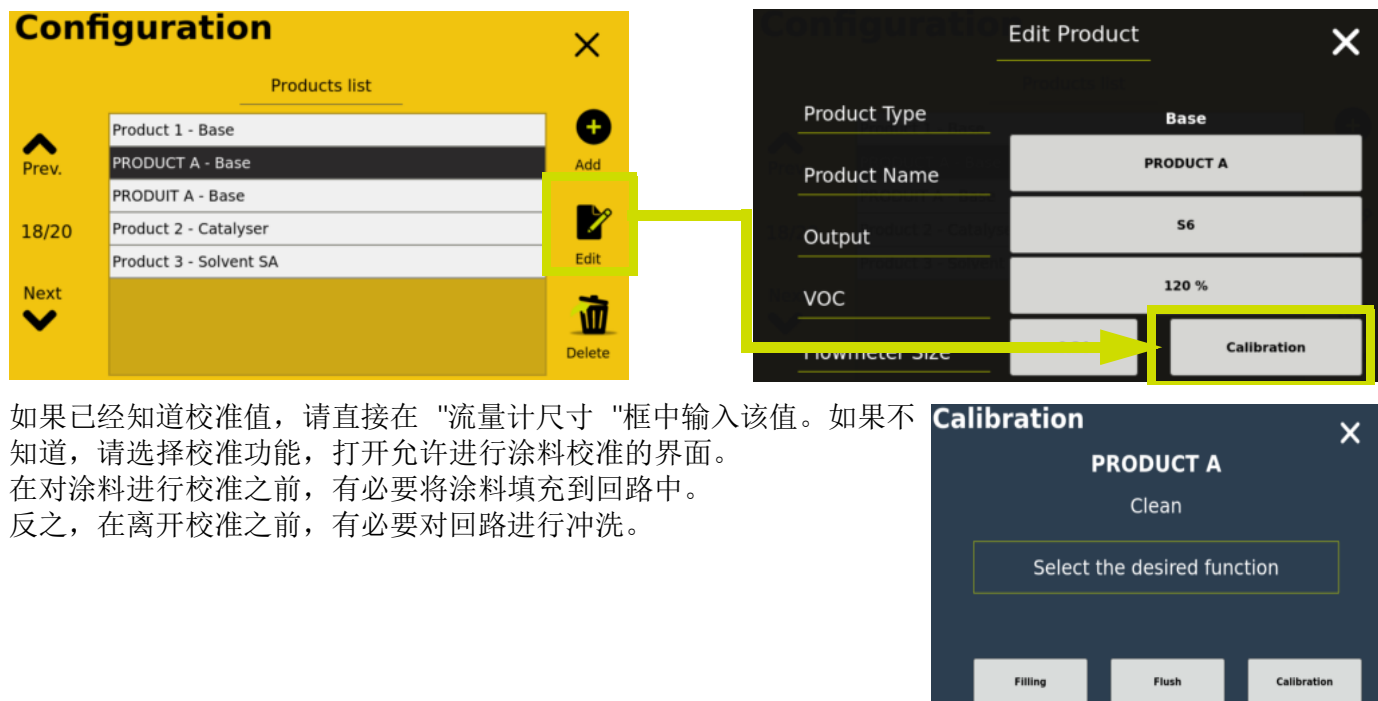 Configuration
Products list
Prev.
18/20
Next
Product 1 - Base
PRODUCT A - Base
PRODUIT A - Base
Product 2 - Catalyser
Product 3 - Solvent SA
Add
Edit
Delete
Edit Product
Product Type
Base
Product Name
PRODUCT A
Output
S6
VOC
120 %
Flowmeter Size
Calibration
如果已经知道校准值，请直接在 "流量计尺寸 "框中输入该值。如果不
知道，请选择校准功能，打开允许进行涂料校准的界面。
在对涂料进行校准之前，有必要将涂料填充到回路中。
反之，在离开校准之前，有必要对回路进行冲洗。
Calibration
PRODUCT A
Clean
Select the desired function
Filling
Flush
Calibration